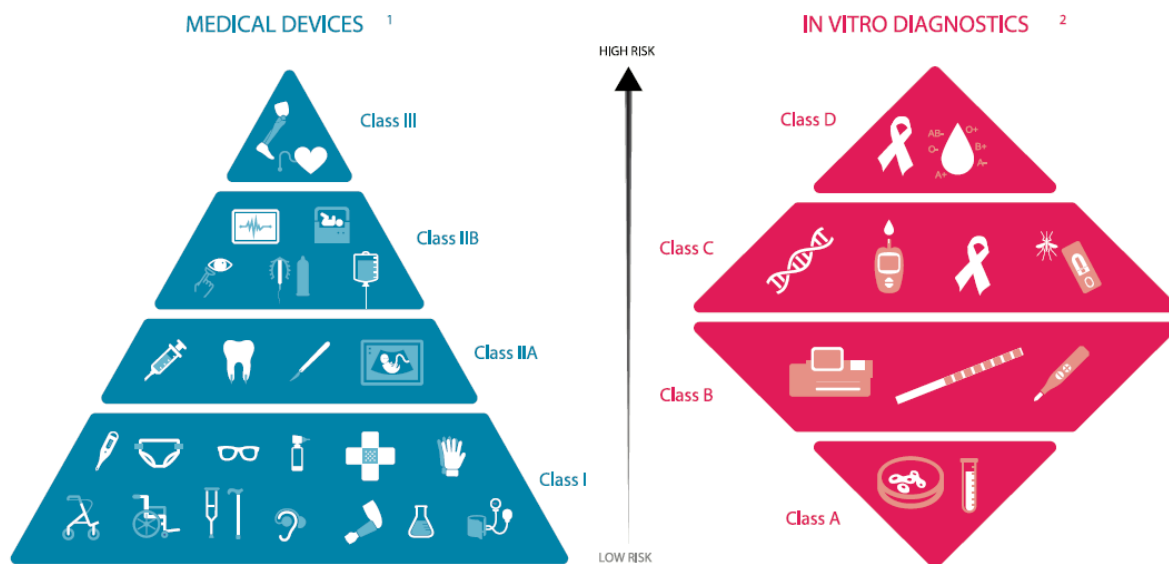 MEDICAL DEVICES 1
IN VITRO DIAGNOSTICS 2
HIGH RISK
Class III
Class IIB
Class IIA
Class I
LOW RISK
Class D
AB-
O+
O-
B+
A-
A+
Class C
Class B
Class A